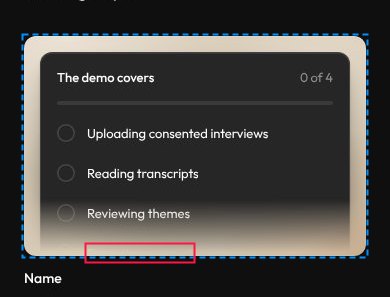 The demo covers
0 of 4
Uploading consented interviews
Reading transcripts
Reviewing themes
Name